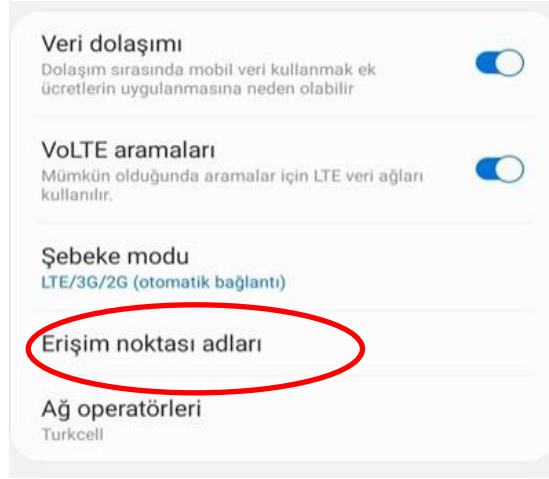 Veri dolaşımı
Dolaşım sırasında mobil veri kullanmak ek
ücretlerin uygulanmasına neden olabilir
VoLTE aramaları
Mümkün olduğunda aramalar için LTE veri ağları
kullanılır.
Şebeke modu
LTE/3G/2G (otomatik bağlantı)
Erişim noktası adları
Ağ operatörleri
Turkcell